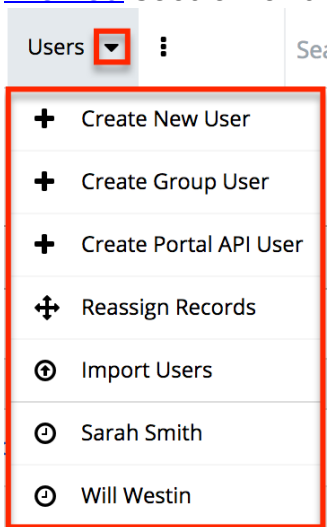 Users
Sea
Create New User
Create Group User
Create Portal API User
Reassign Records
Import Users
Sarah Smith
Will Westin